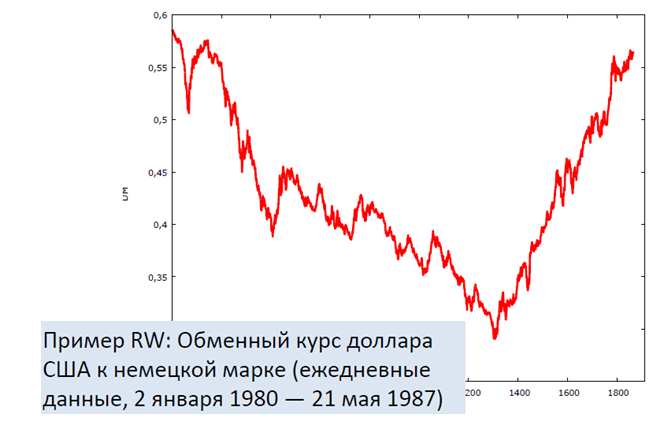 0,6
0,55
0,5
0,45
0,4
0,35
DM
Пример RW: Обменный курс доллара
США к немецкой марке (ежедневные
данные, 2 января 1980 — 21 мая 1987)
200 1400 1600 1800